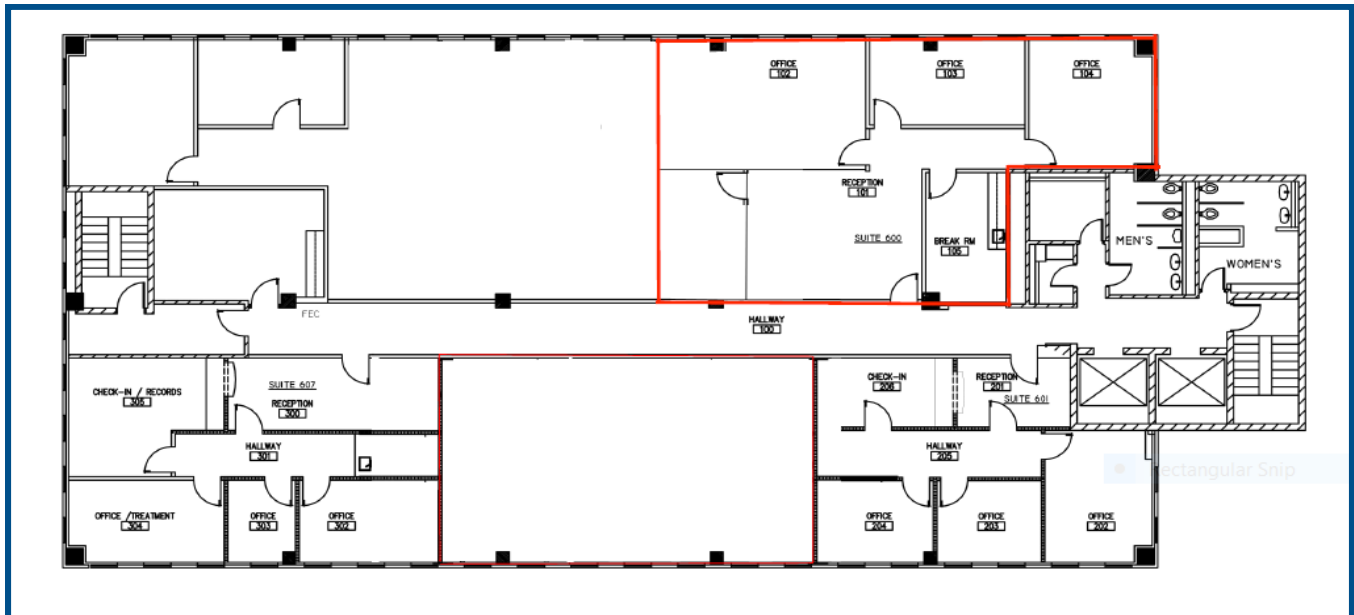 OFFICE
102
OFFICE
103
OFFICE
104
RECEPTION
101
SUITE 600
BREAK RM
105
MEN'S
WOMEN'S
FEC
HALLWAY
100
CHECK-IN / RECORDS
305
SUITE 607
RECEPTION
300
CHECK-IN
206
RECEPTION
201
SUITE 601
HALLWAY
301
HALLWAY
205
Rectangular Snip
OFFICE /TREATMENT
304
OFFICE
303
OFFICE
302
OFFICE
204
OFFICE
203
OFFICE
202